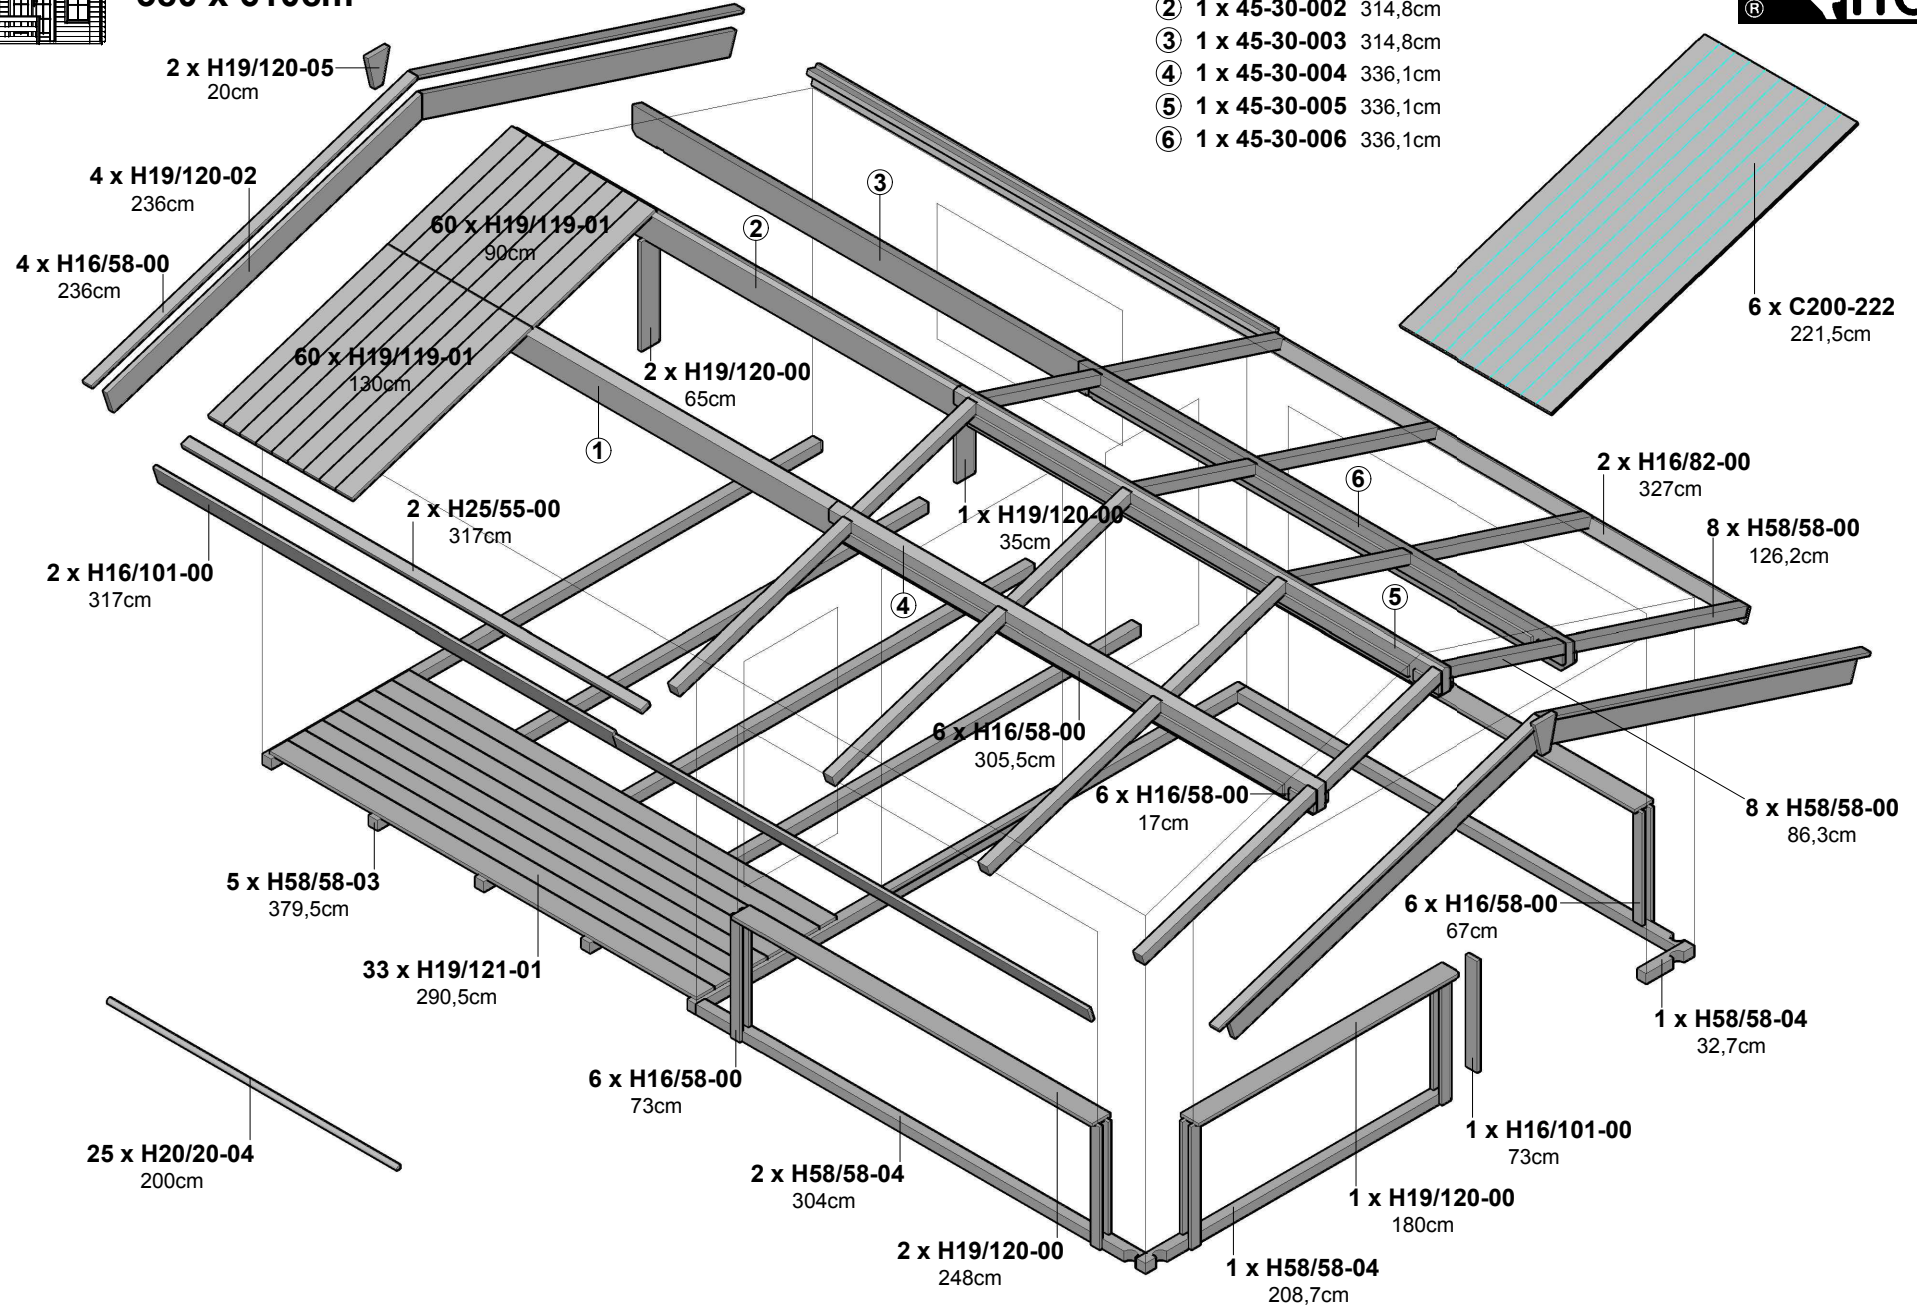 ② 1 x 45-30-002 314,8cm
③ 1 x 45-30-003 314,8cm
④ 1 x 45-30-004 336,1cm
⑤ 1 x 45-30-005 336,1cm
⑥ 1 x 45-30-006 336,1cm
®
2 x H19/120-05
20cm
4 x H19/120-02
236cm
4 x H16/58-00
236cm
60 x H19/119-01
90cm
60 x H19/119-01
130cm
③
②
①
2 x H19/120-00
65cm
6 x C200-222
221,5cm
2 x H25/55-00
317cm
2 x H16/101-00
317cm
1 x H19/120-00
35cm
④
⑥
⑤
2 x H16/82-00
327cm
8 x H58/58-00
126,2cm
6 x H16/58-00
305,5cm
6 x H16/58-00
17cm
8 x H58/58-00
86,3cm
5 x H58/58-03
379,5cm
33 x H19/121-01
290,5cm
6 x H16/58-00
67cm
1 x H58/58-04
32,7cm
25 x H20/20-04
200cm
6 x H16/58-00
73cm
2 x H58/58-04
304cm
2 x H19/120-00
248cm
1 x H16/101-00
73cm
1 x H19/120-00
180cm
1 x H58/58-04
208,7cm